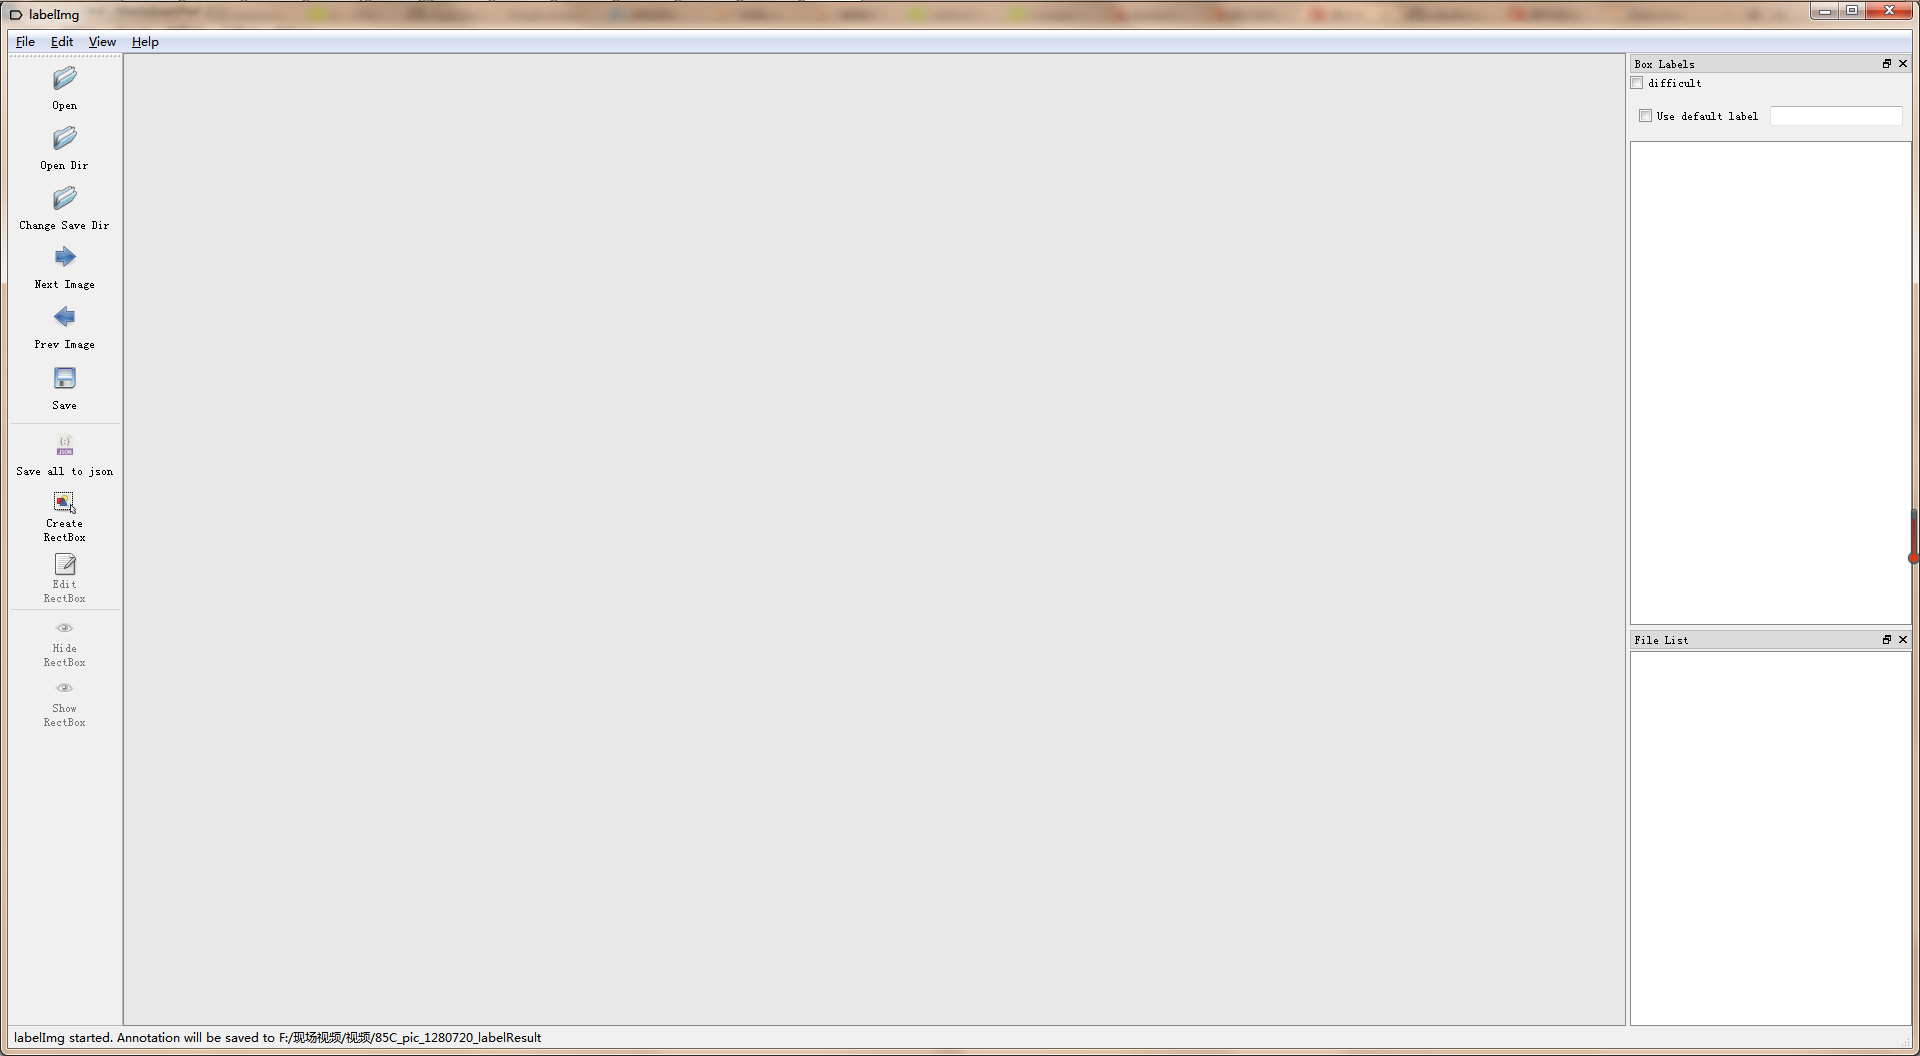 labelImg
File Edit View Help
Open
Open Dir
Change Save Dir
Next Image
Prev Image
Save
Save all to json
Create
RectBox
Edit
RectBox
Hide
RectBox
Show
RectBox
Box Labels
difficult
Use default label
File List
labelImg started. Annotation will be saved to F:/现场视频/视频/85C_pic_1280720_labelResult